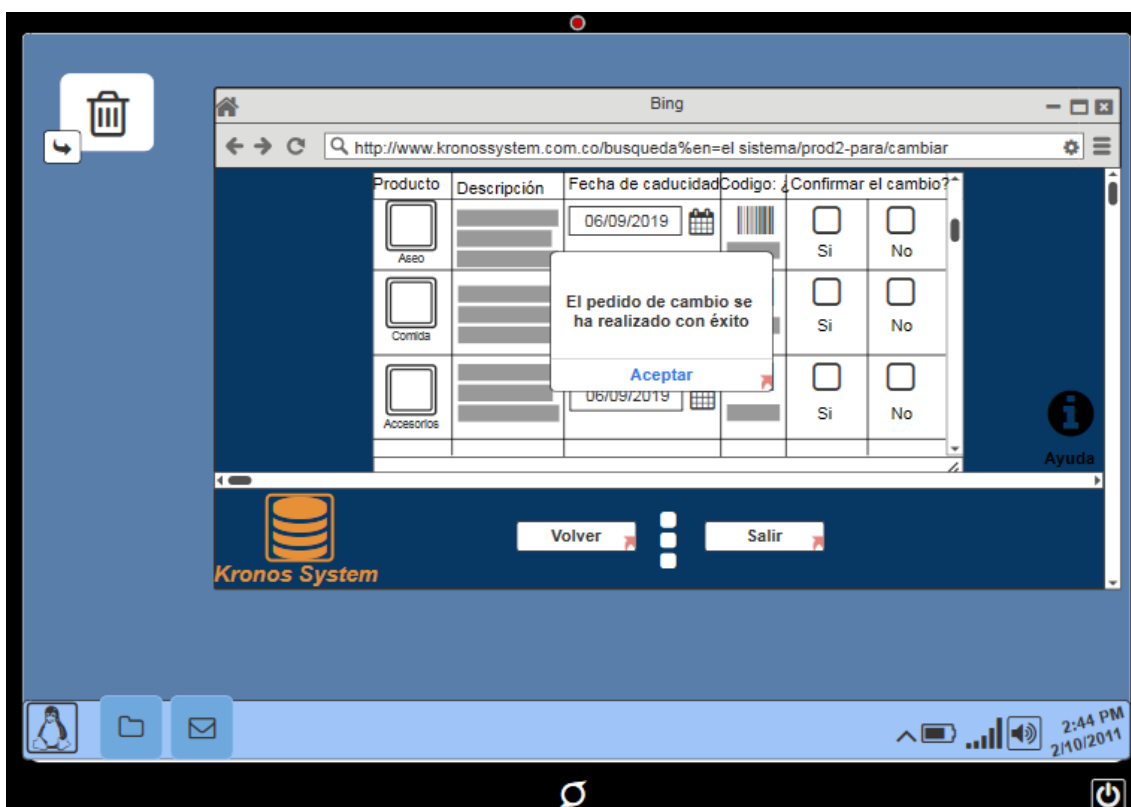 Bing
http://www.kronossystem.com.co/busqueda%en=el sistema/prod2-para/cambiar
Producto Descripción Fecha de caducidad Codigo: ¿Confirmar el cambio?
06/09/2019
Aseo Si No
El pedido de cambio se
ha realizado con éxito
Comida Si No
Aceptar
06/09/2019
Accesorios Si No
Ayuda
Volver Salir
Kronos System
2:44 PM
2/10/2011